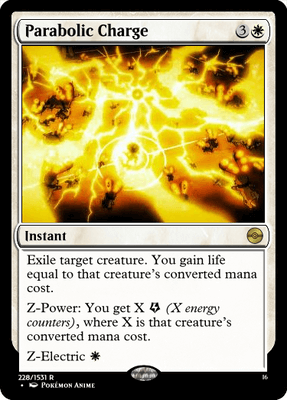 Parabolic Charge 3
Instant
Exile target creature. You gain life
equal to that creature's converted mana
cost.
Z-Power: You get X (X energy
counters), where X is that creature's
converted mana cost.
Z-Electric
228/1531 R 16
• Pokémon Anime